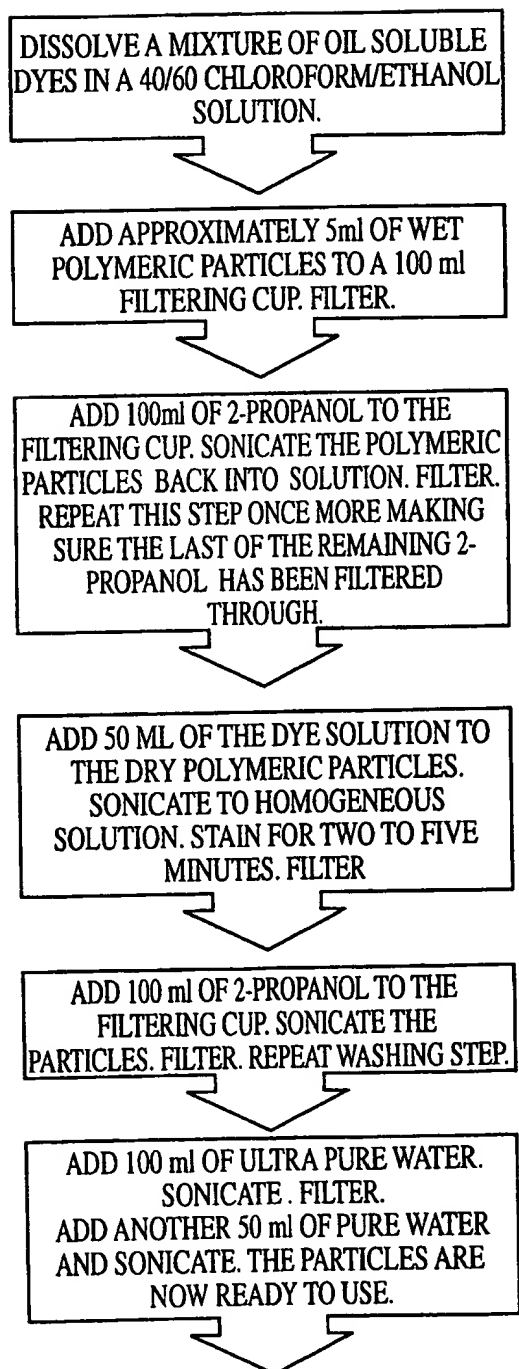 DISSOLVE A MIXTURE OF OIL SOLUBLE
DYES IN A 40/60 CHLOROFORM/ETHANOL
SOLUTION.
ADD APPROXIMATELY 5ml OF WET
POLYMERIC PARTICLES TO A 100 ml
FILTERING CUP. FILTER.
ADD 100ml OF 2-PROPANOL TO THE
FILTERING CUP. SONICATE THE POLYMERIC
PARTICLES BACK INTO SOLUTION. FILTER.
REPEAT THIS STEP ONCE MORE MAKING
SURE THE LAST OF THE REMAINING 2-
PROPANOL HAS BEEN FILTERED
THROUGH.
ADD 50 ML OF THE DYE SOLUTION TO
THE DRY POLYMERIC PARTICLES.
SONICATE TO HOMOGENEOUS
SOLUTION. STAIN FOR TWO TO FIVE
MINUTES. FILTER
ADD 100 ml OF 2-PROPANOL TO THE
FILTERING CUP. SONICATE THE
PARTICLES. FILTER. REPEAT WASHING STEP.
ADD 100 ml OF ULTRA PURE WATER.
SONICATE . FILTER.
ADD ANOTHER 50 ml OF PURE WATER
AND SONICATE. THE PARTICLES ARE
NOW READY TO USE.